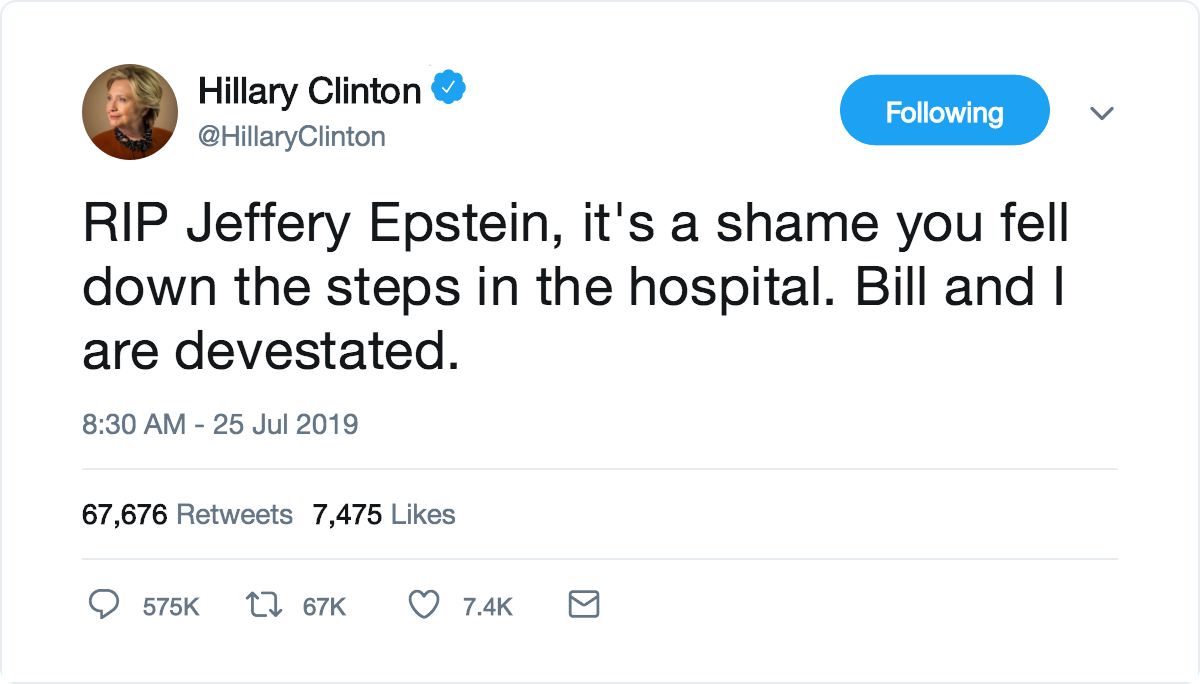 Hillary Clinton
@HillaryClinton
Following
RIP Jeffery Epstein, it's a shame you fell
down the steps in the hospital. Bill and I
are devestated.
8:30 AM - 25 Jul 2019
67,676 Retweets 7,475 Likes
575K 67K 7.4K